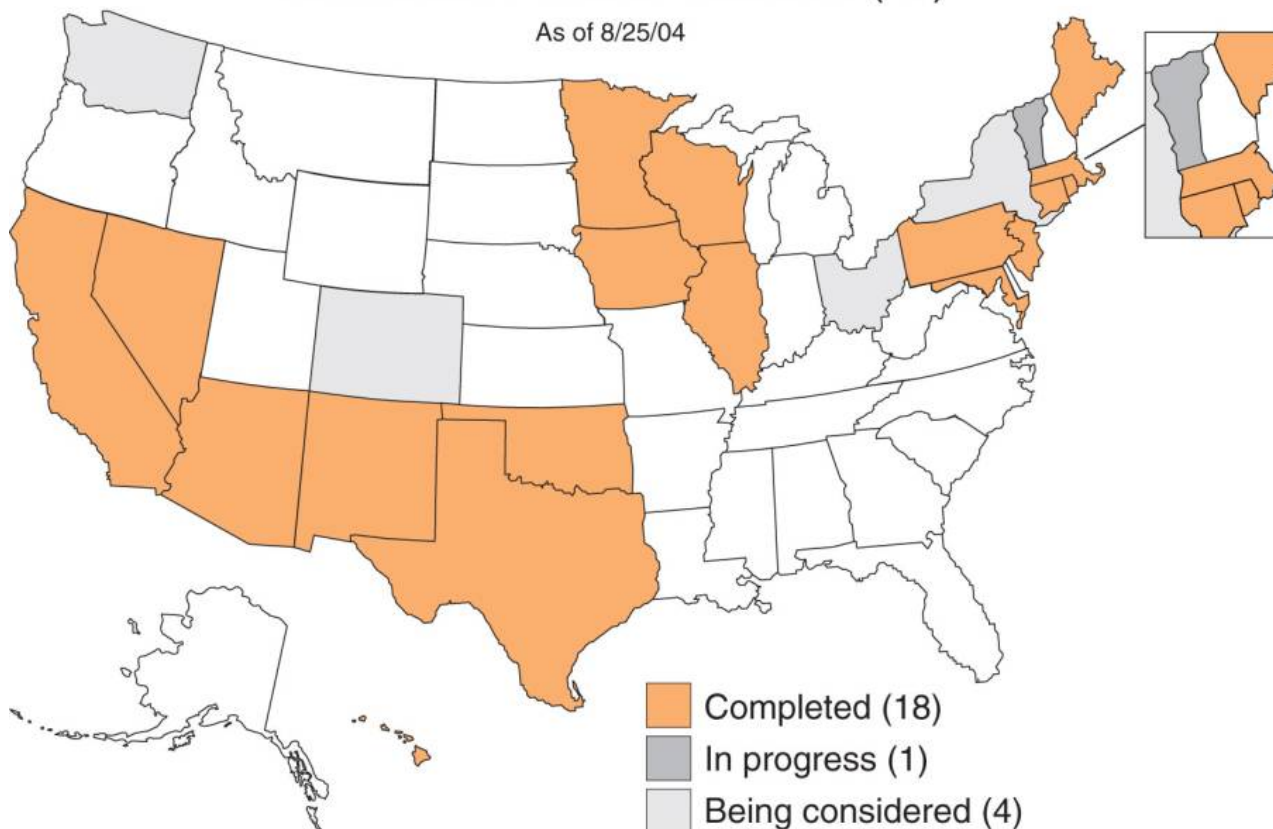 As of 8/25/04
Completed (18)
In progress (1)
Being considered (4)